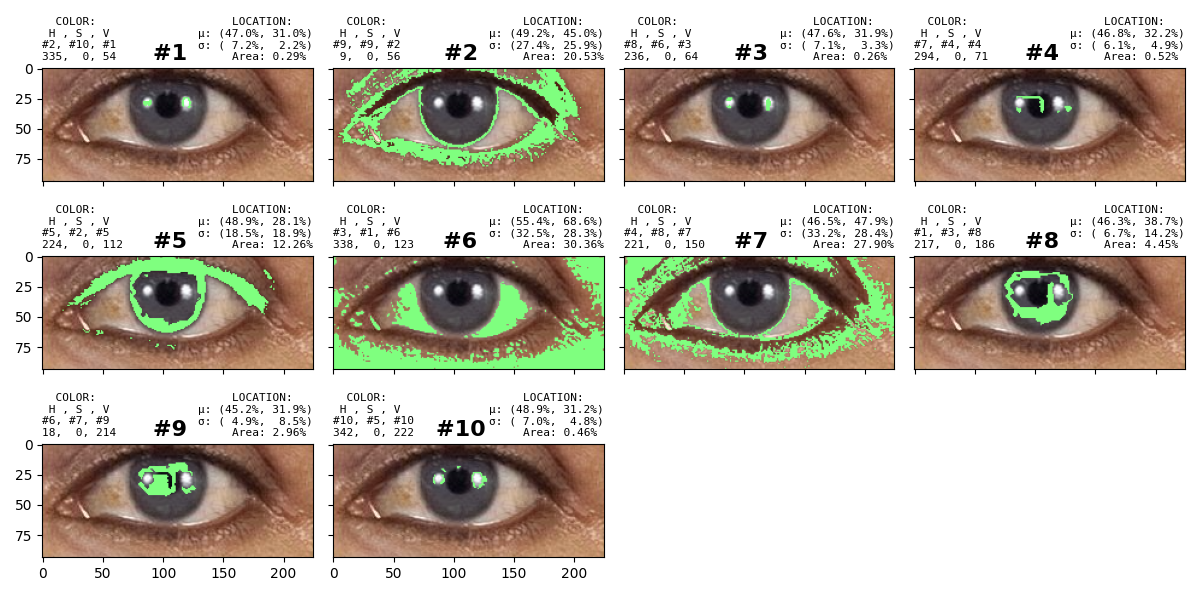 COLOR: LOCATION:
H , S , V μ: (47.0%, 31.0%)
#2, #10, #1 #1 σ: ( 7.2%, 2.2%)
335, 0, 54 Area: 0.29%
COLOR: LOCATION:
H , S , V μ: (49.2%, 45.0%)
#9, #9, #2 #2 σ: (27.4%, 25.9%)
9, 0, 56 Area: 20.53%
COLOR: LOCATION:
H , S , V μ: (47.6%, 31.9%)
#8, #6, #3 #3 σ: ( 7.1%, 3.3%)
236, 0, 64 Area: 0.26%
COLOR: LOCATION:
H , S , V μ: (46.8%, 32.2%)
#7, #4, #4 #4 σ: ( 6.1%, 4.9%)
294, 0, 71 Area: 0.52%
0
25
50
75
COLOR: LOCATION:
H , S , V μ: (48.9%, 28.1%)
#5, #2, #5 #5 σ: (18.5%, 18.9%)
224, 0, 112 Area: 12.26%
COLOR: LOCATION:
H , S , V μ: (55.4%, 68.6%)
#3, #1, #6 #6 σ: (32.5%, 28.3%)
338, 0, 123 Area: 30.36%
COLOR: LOCATION:
H , S , V μ: (46.5%, 47.9%)
#4, #8, #7 #7 σ: (33.2%, 28.4%)
221, 0, 150 Area: 27.90%
COLOR: LOCATION:
H , S , V μ: (46.3%, 38.7%)
#1, #3, #8 #8 σ: ( 6.7%, 14.2%)
217, 0, 186 Area: 4.45%
0
25
50
75
COLOR: LOCATION:
H , S , V μ: (45.2%, 31.9%)
#6, #7, #9 #9 σ: ( 4.9%, 8.5%)
18, 0, 214 Area: 2.96%
COLOR: LOCATION:
H , S , V μ: (48.9%, 31.2%)
#10, #5, #10 #10 σ: ( 7.0%, 4.8%)
342, 0, 222 Area: 0.46%
0
25
50
75
0 50 100 150 200
0 50 100 150 200